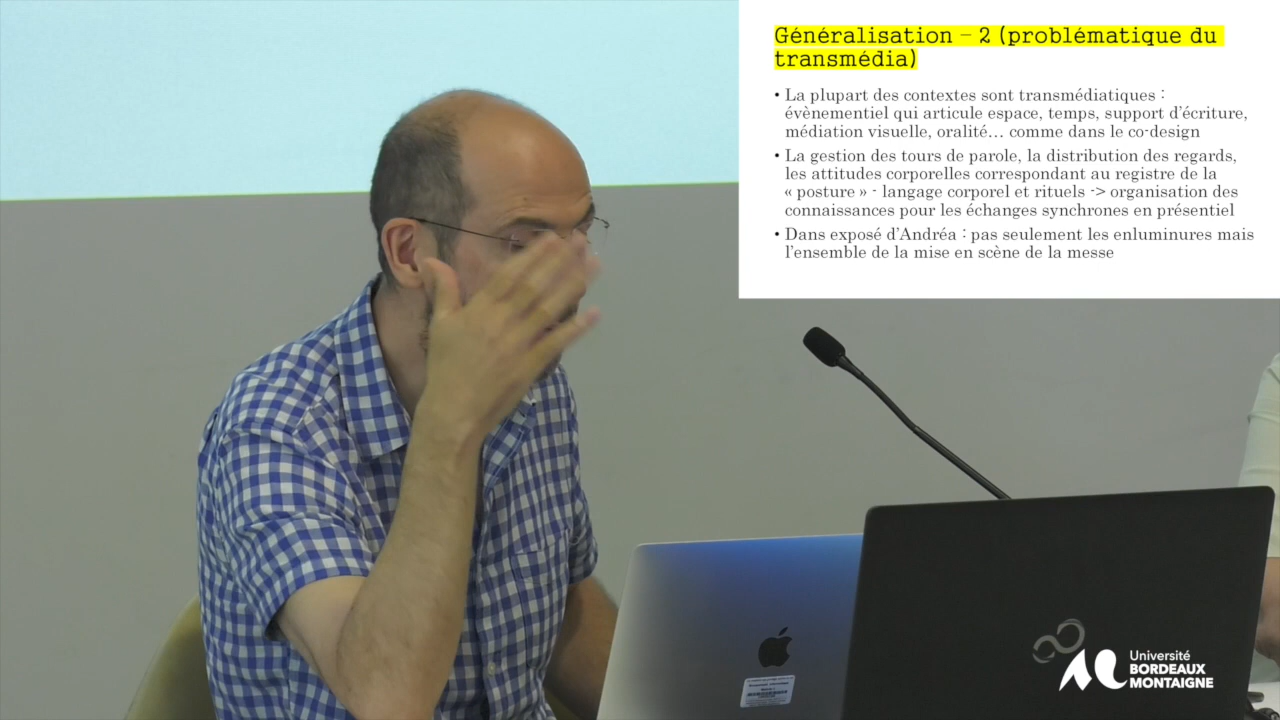 Généralisation – 2 (problématique du
transmédia)
• La plupart des contextes sont transmédiatiques :
évènementiel qui articule espace, temps, support d’écriture,
médiation visuelle, oralité… comme dans le co-design
• La gestion des tours de parole, la distribution des regards,
les attitudes corporelles correspondant au registre de la
« posture » - langage corporel et rituels -> organisation des
connaissances pour les échanges synchrones en présentiel
• Dans exposé d’Andréa : pas seulement les enluminures mais
l’ensemble de la mise en scène de la messe
Université
BORDEAUX
MONTAIGNE